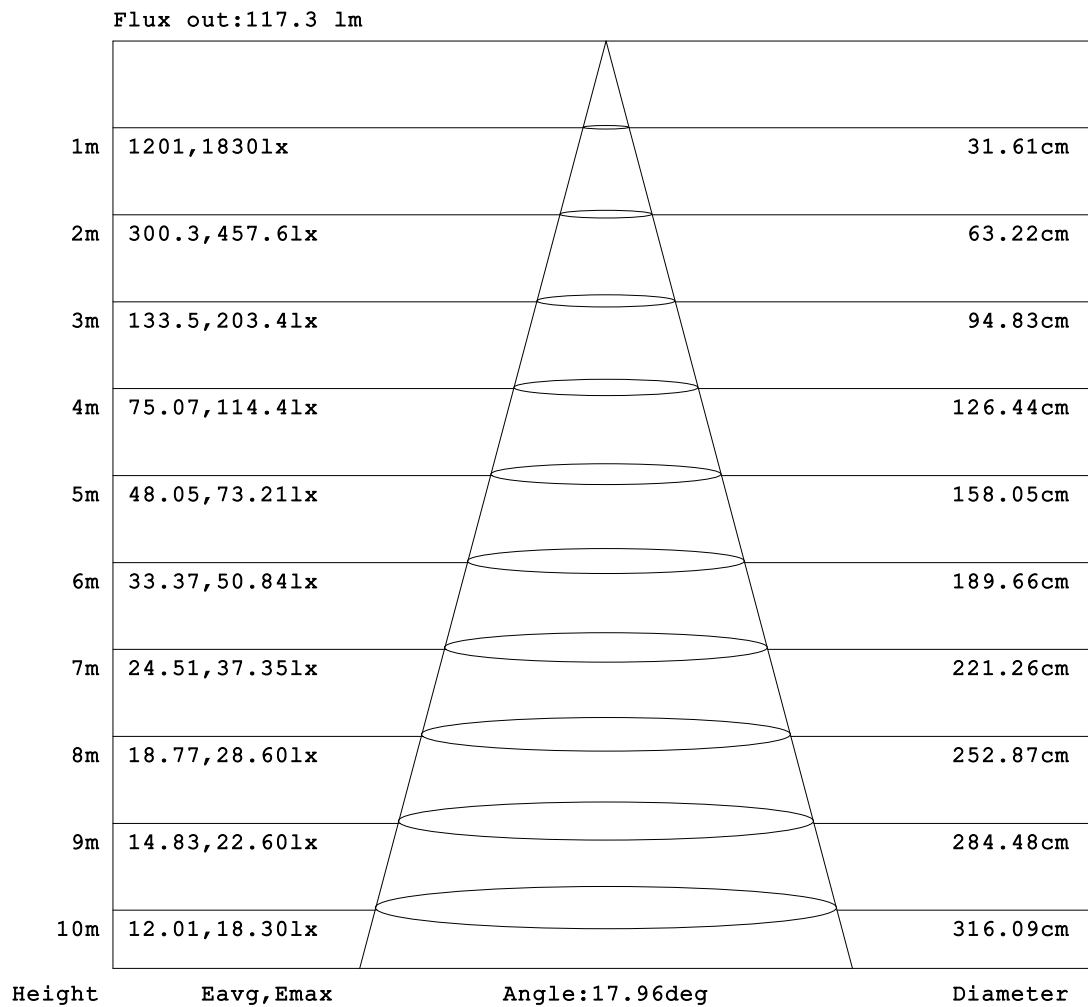 Flux out:117.3 lm
1m 1201,1830lx 31.61cm
2m 300.3,457.6lx 63.22cm
3m 133.5,203.4lx 94.83cm
4m 75.07,114.4lx 126.44cm
5m 48.05,73.21lx 158.05cm
6m 33.37,50.84lx 189.66cm
7m 24.51,37.35lx 221.26cm
8m 18.77,28.60lx 252.87cm
9m 14.83,22.60lx 284.48cm
10m 12.01,18.30lx 316.09cm
Height Eavg,Emax Angle:17.96deg Diameter